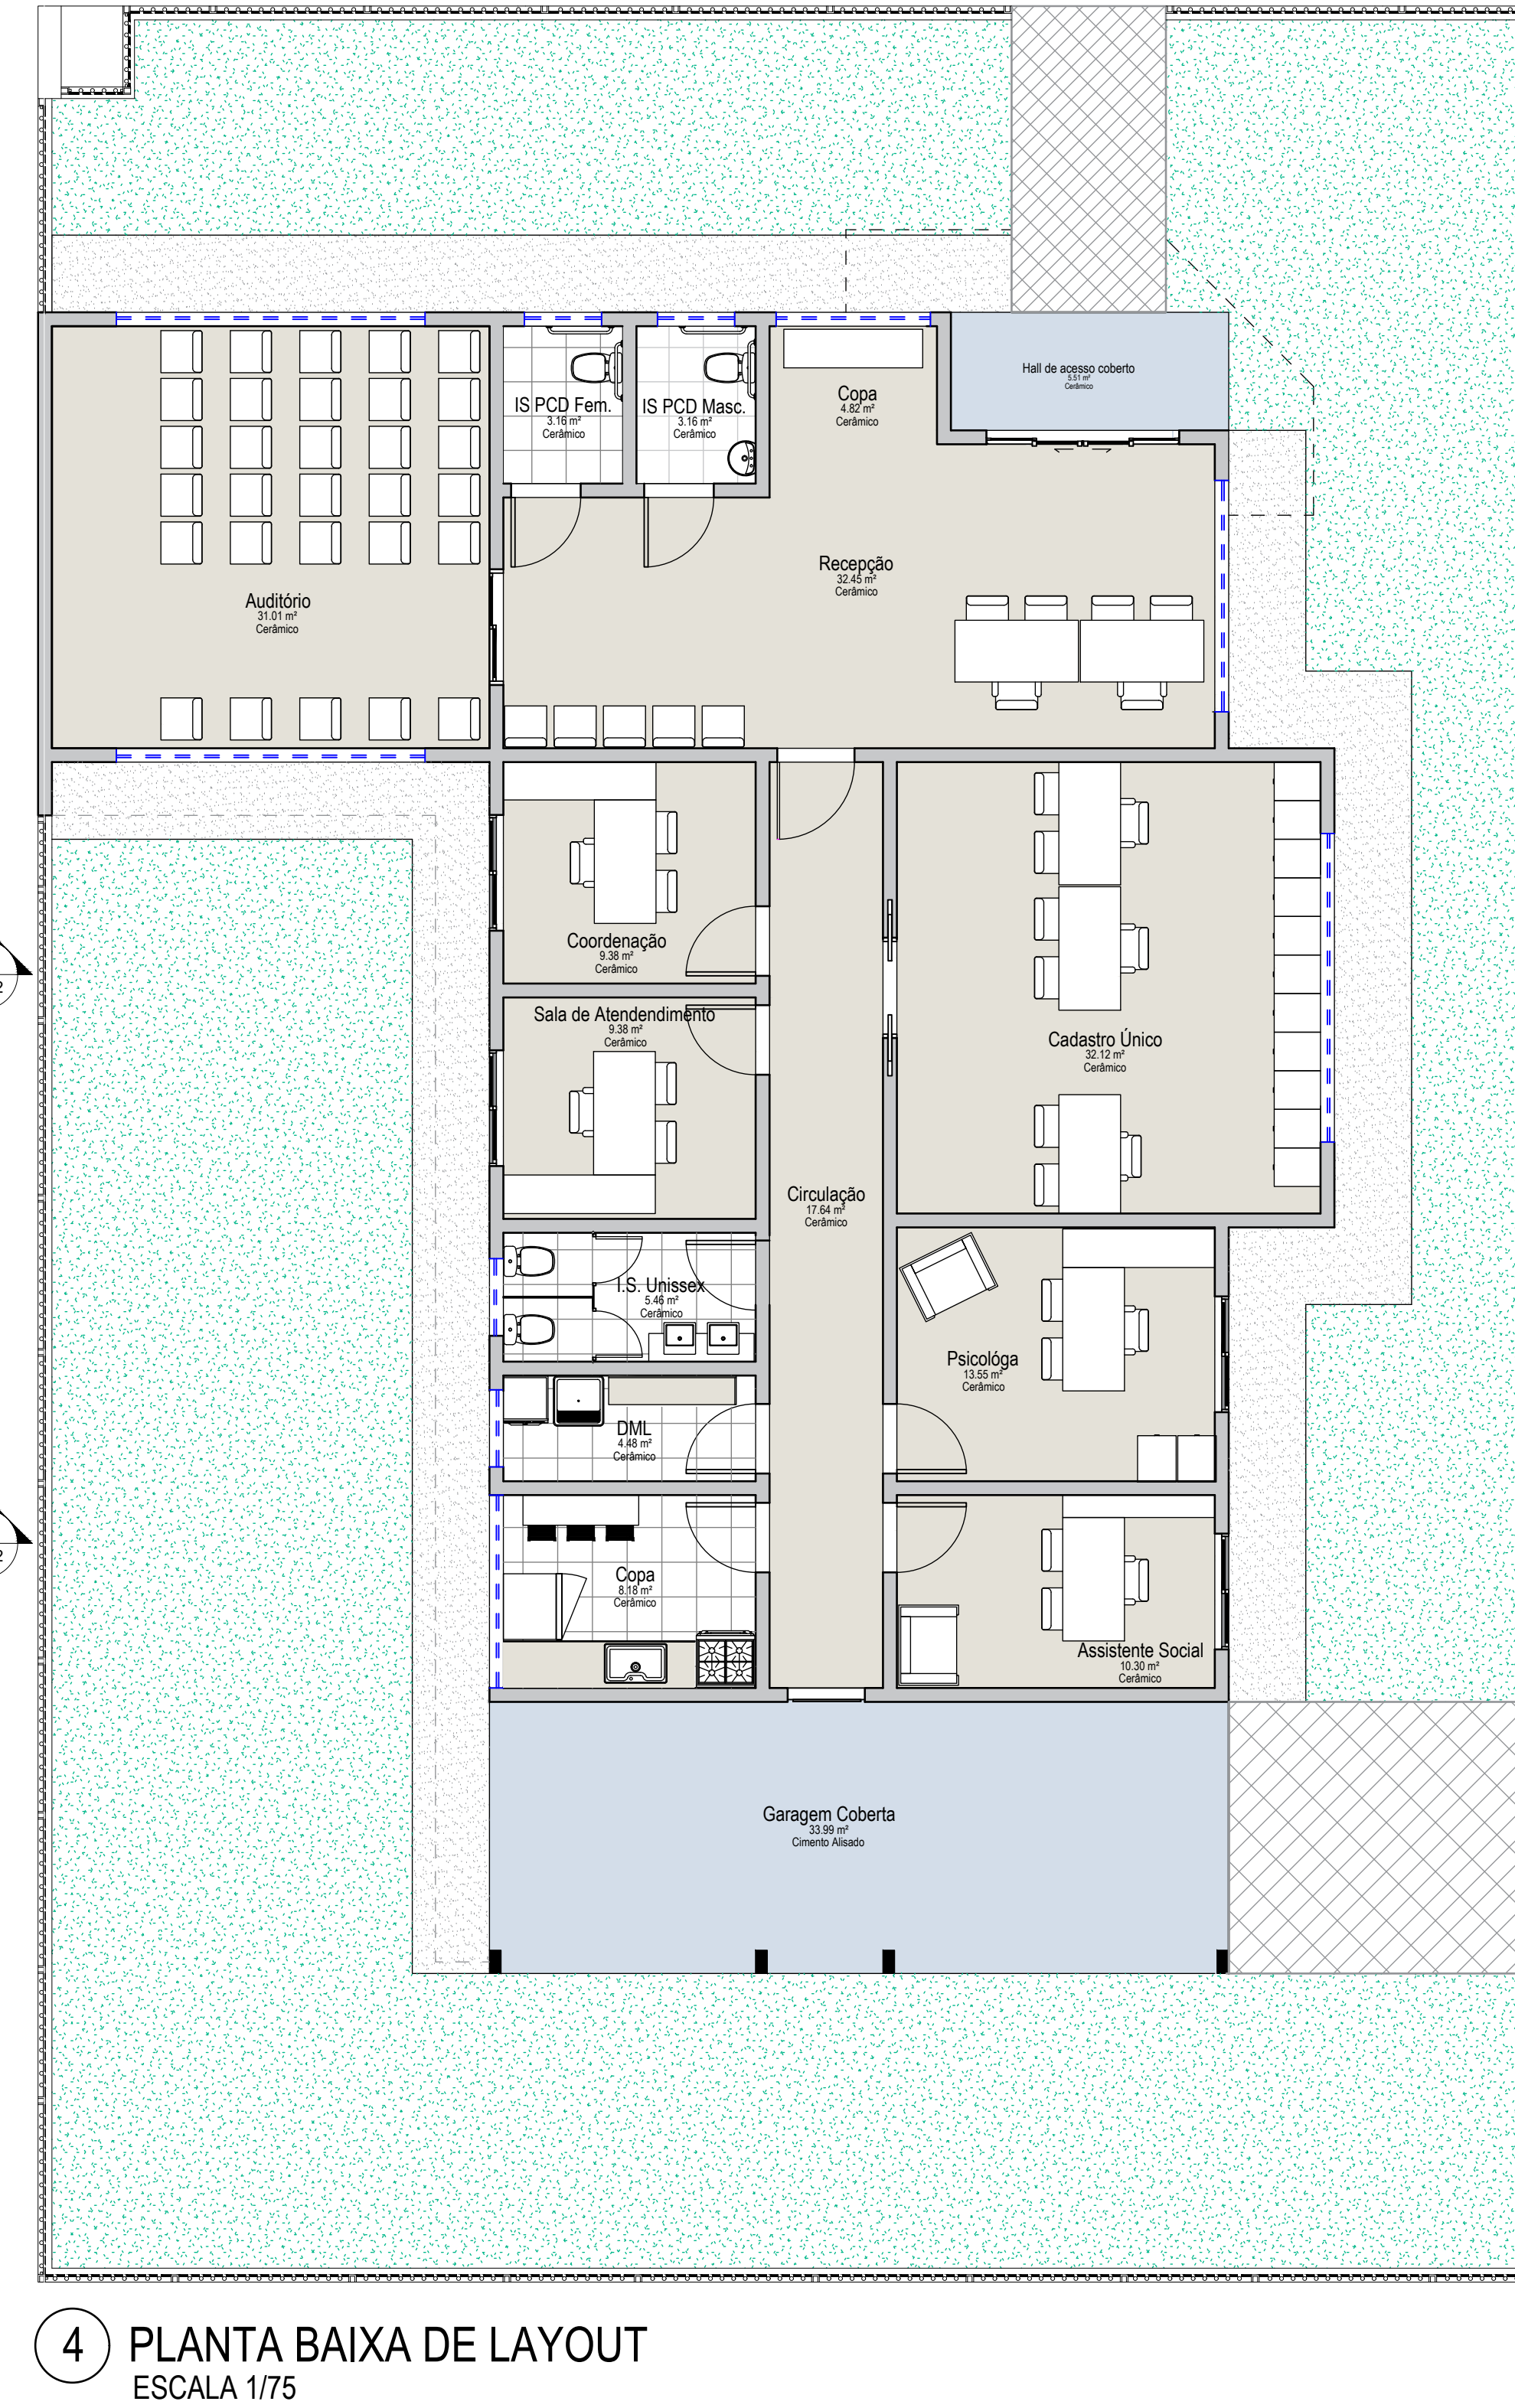 Hall de acesso coberto
5.51 m²
Cerâmico
Copa
4.82 m²
Cerâmico
IS PCD Fem.
3.16 m²
Cerâmico
IS PCD Masc.
3.16 m²
Cerâmico
Recepção
32.45 m²
Cerâmico
Auditório
31.01 m²
Cerâmico
Coordenação
9.38 m²
Cerâmico
Sala de Atendendimento
9.38 m²
Cerâmico
Cadastro Único
32.12 m²
Cerâmico
Circulação
17.64 m²
Cerâmico
I.S. Unissex
5.46 m²
Cerâmico
Psicológa
13.55 m²
Cerâmico
DML
4.48 m²
Cerâmico
Copa
8.18 m²
Cerâmico
Assistente Social
10.30 m²
Cerâmico
Garagem Coberta
33.99 m²
Cimento Alisado
4 PLANTA BAIXA DE LAYOUT
ESCALA 1/75